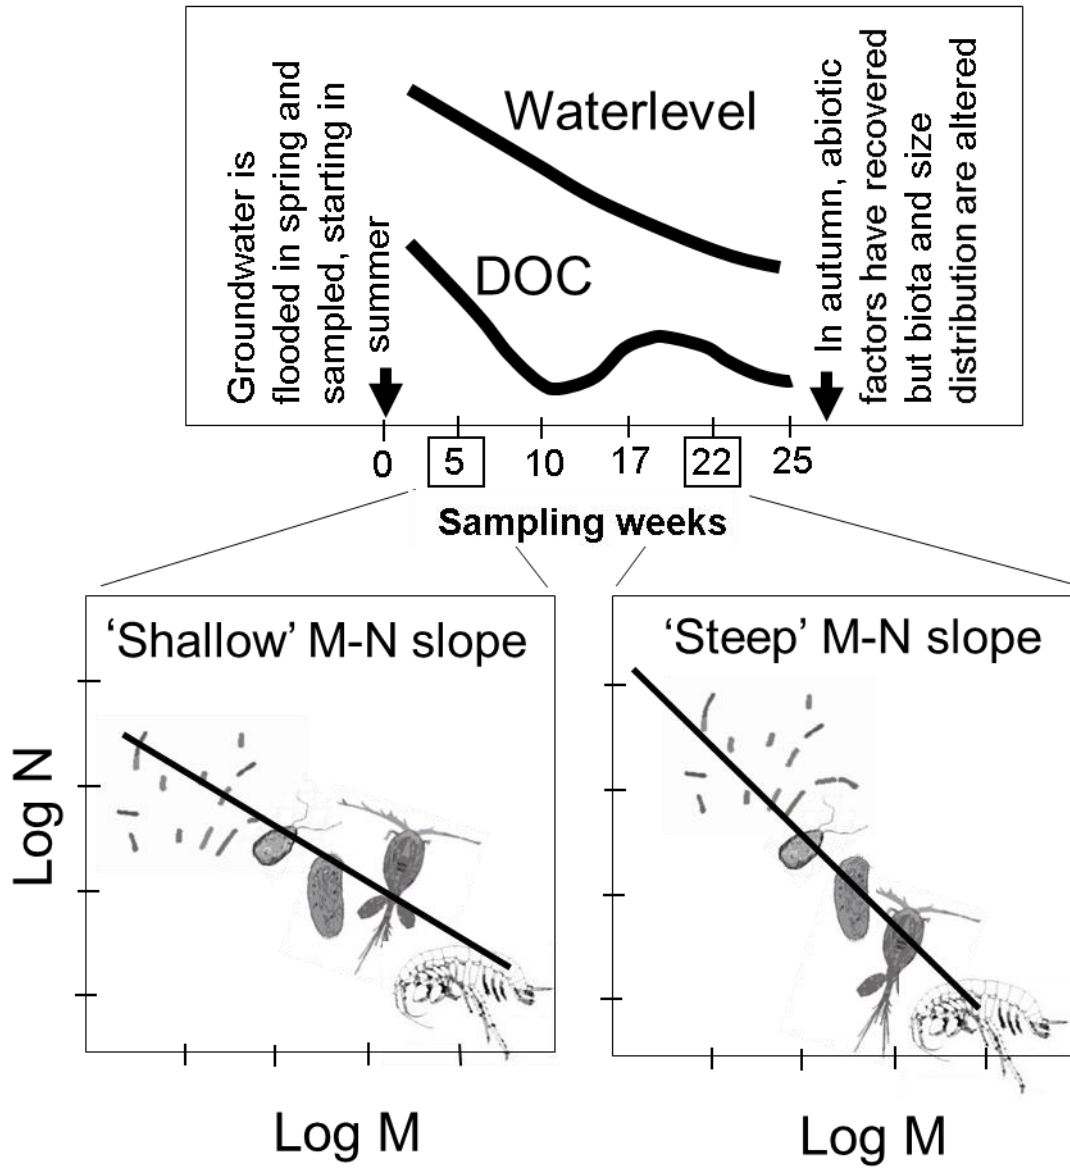 Groundwater is
flooded in spring and
sampled, starting in
summer
Waterlevel
DOC
In autumn, abiotic
factors have recovered
but biota and size
distribution are altered
0 5 10 17 22 25
Sampling weeks
‘Shallow’ M-N slope
Log N
Log M
‘Steep’ M-N slope
Log M